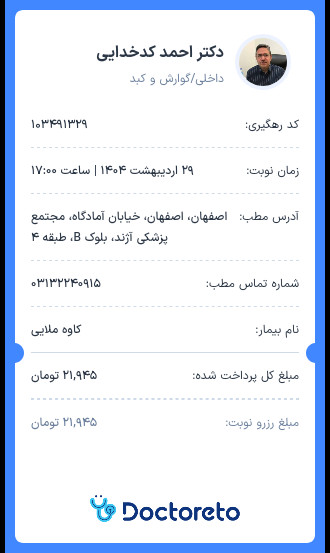 دکتر احمد کدخدایی
داخلی/گوارش و کبد
کد رهگیری: ۱۰۳۴۹۱۳۲۹
زمان نوبت: ۲۹ اردیبهشت ۱۴۰۴ | ساعت ۱۷:۰۰
آدرس مطب: اصفهان، اصفهان، خیابان آمادگاه، مجتمع
پزشکی آژند، بلوک B، طبقه ۴
شماره تماس مطب: ۰۳۱۳۲۲۴۰۹۱۵
نام بیمار: کاوه ملایی
مبلغ کل پرداخت شده: ۲۱,۹۴۵ تومان
مبلغ رزرو نوبت: ۲۱,۹۴۵ تومان
Doctoreto